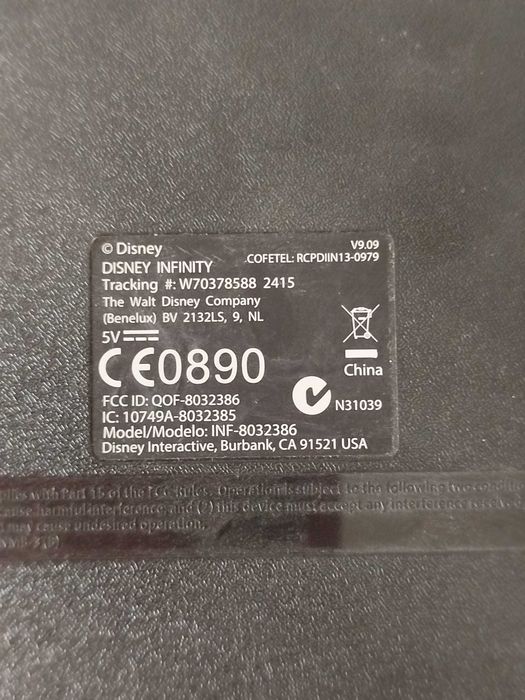 © Disney
V9.09
DISNEY INFINITY
COFETEL: RCPDIIN13-0979
Tracking #: W70378588 2415
The Walt Disney Company
(Benelux) BV 2132LS, 9, NL
5V
CE0890
China
FCC ID: QOF-8032386
N31039
IC: 10749A-8032385
Model/Modelo: INF-8032386
Disney Interactive, Burbank, CA 91521 USA
plies with Part 15 of the FCC Rules. Operation is subject to the following two conditio
cause harmful interference, and (2) this device must accept any interference receive
may cause undesired operation.